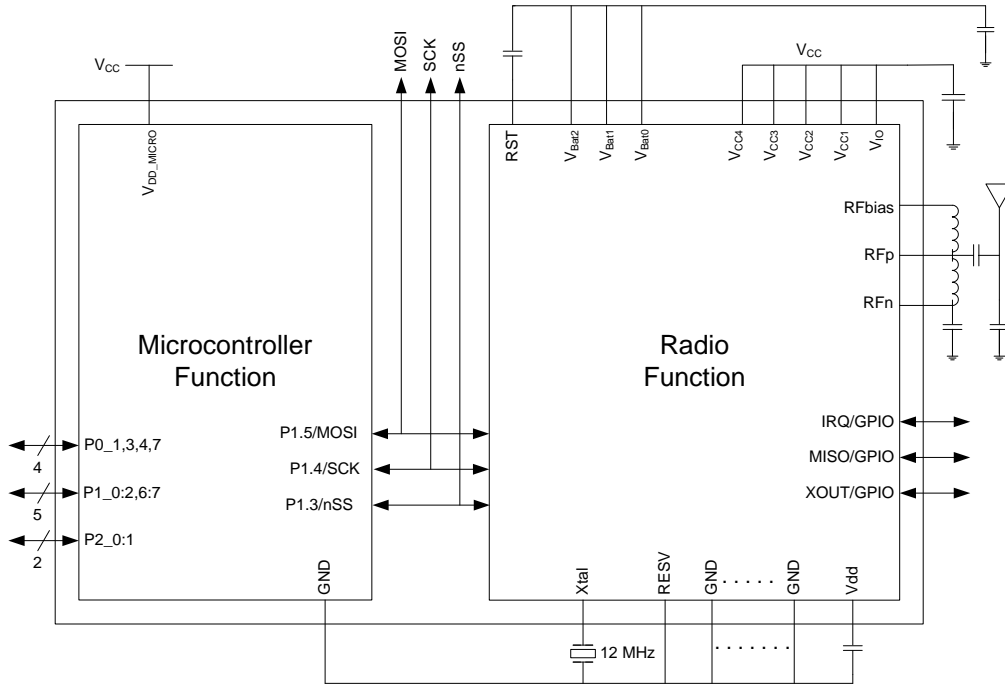 MOSI
SCK
nSS
VCC
VCC
VDD_MICRO
RST
VBat2
VBat1
VBat0
VCC4
VCC3
VCC2
VCC1
VIO
RFbias
RFp
RFn
Microcontroller
Function
Radio
Function
P0_1,3,4,7
4
P1_0:2,6:7
5
P2_0:1
2
P1.5/MOSI
P1.4/SCK
P1.3/nSS
IRQ/GPIO
MISO/GPIO
XOUT/GPIO
GND
Xtal
RESV
GND
. . . . .
GND
Vdd
12 MHz
. . . . . . .